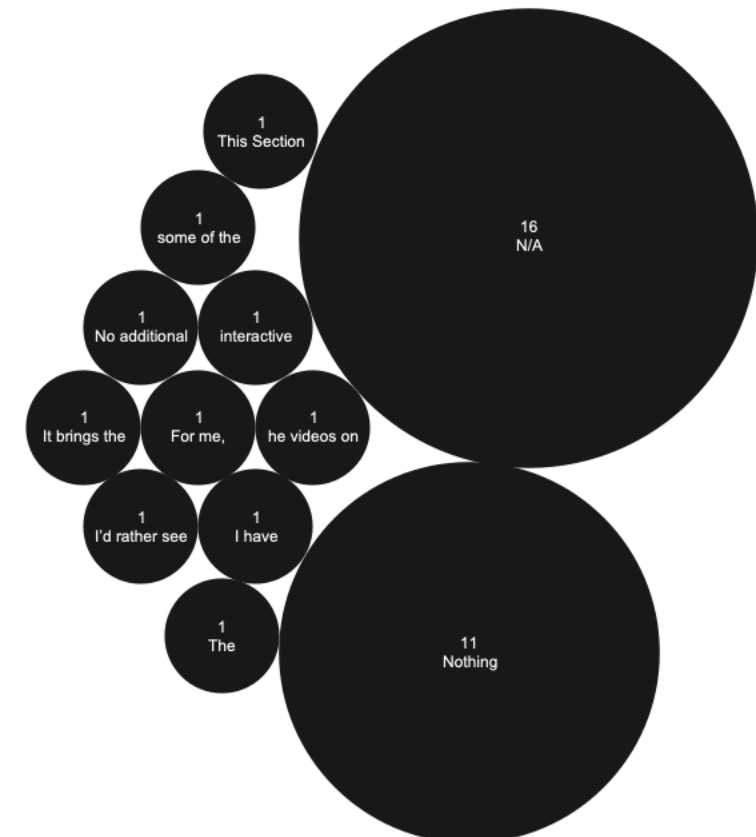 1
This Section
1
some of the
16
N/A
1
No additional
1
interactive
1
It brings the
1
For me,
1
he videos on
1
I'd rather see
1
I have
1
The
11
Nothing